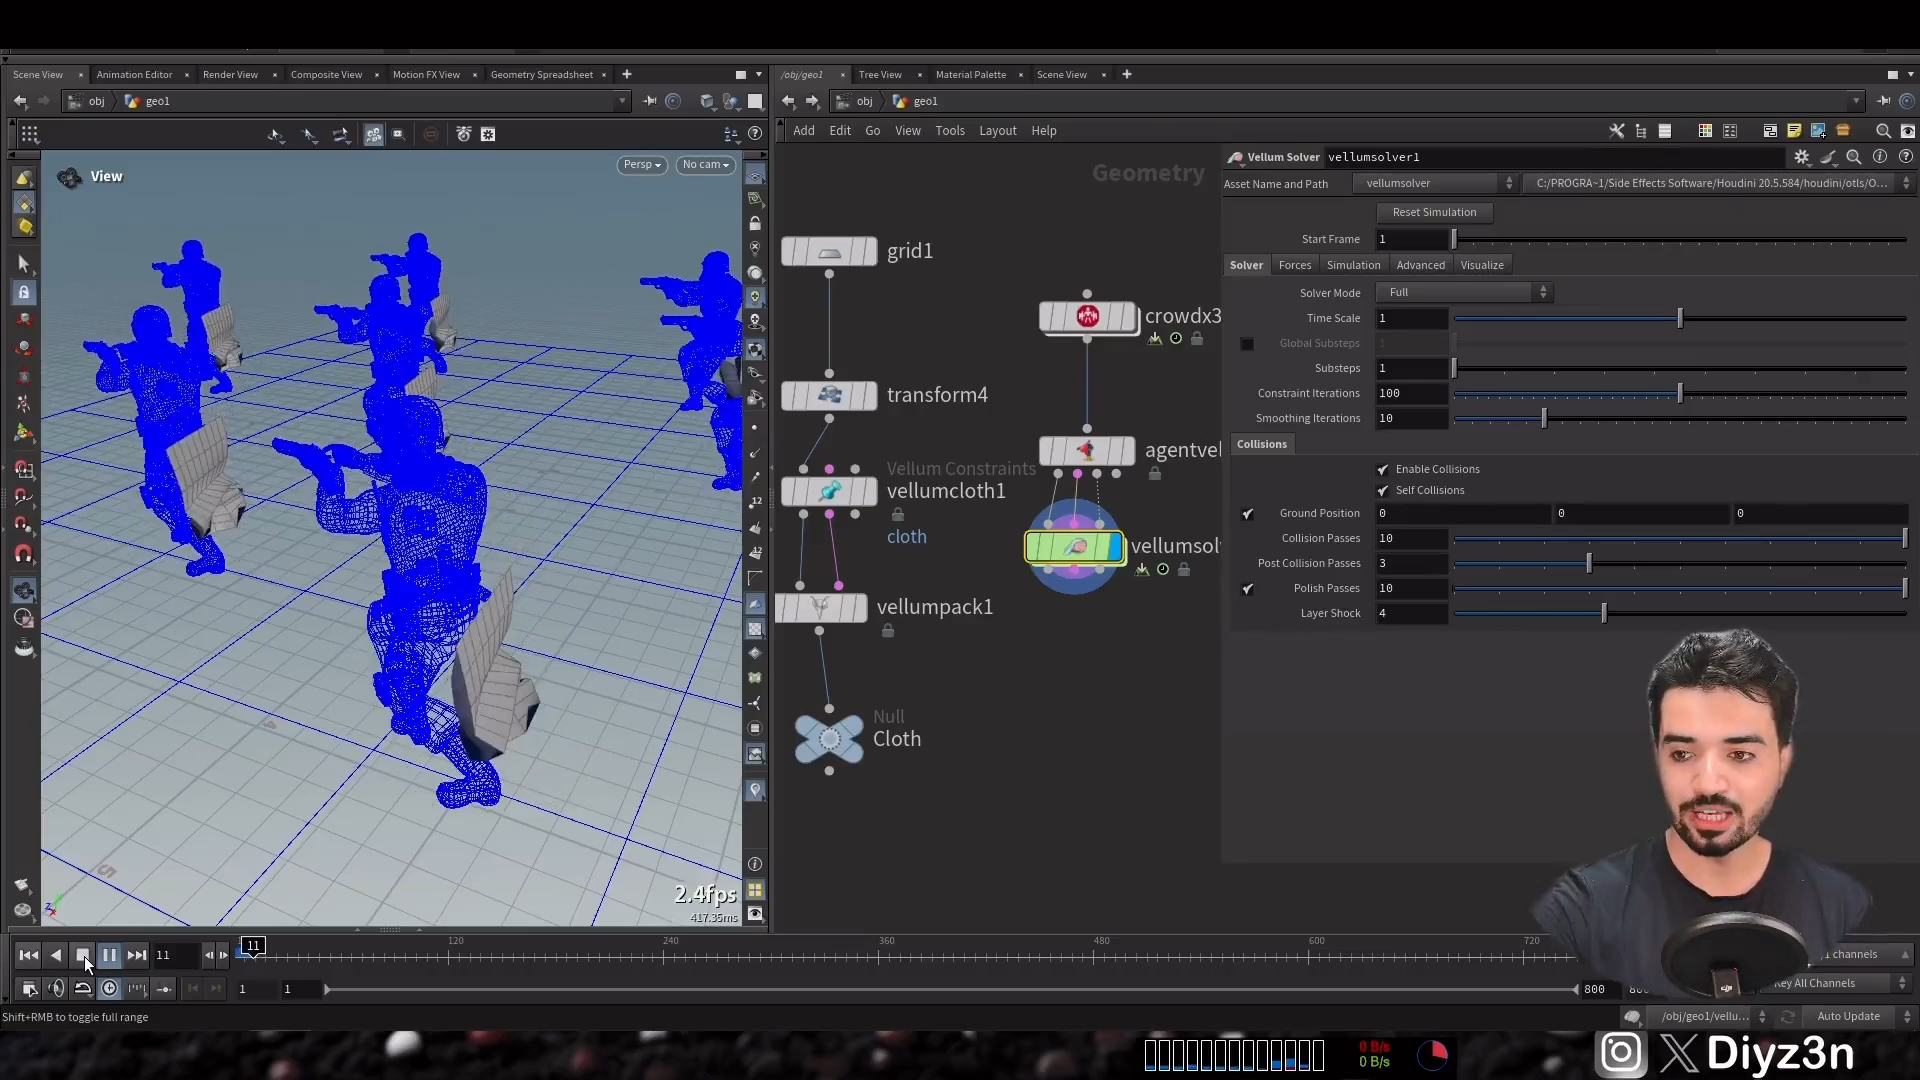 Scene View
Animation Editor
Render View
Composite View
Motion FX View
Geometry Spreadsheet
/obj/geo1
Tree View
Material Palette
Scene View
obj
geo1
obj
geo1
Add
Edit
Go
View
Tools
Layout
Help
View
Persp
No cam
Geometry
Vellum Solver
vellumsolver1
Asset Name and Path
vellumsolver
C:/PROGRA~1/Side Effects Software/Houdini 20.5.584/houdini/otls/O...
Reset Simulation
Start Frame
1
Solver
Forces
Simulation
Advanced
Visualize
Solver Mode
Full
Time Scale
1
Global Substeps
1
Substeps
1
Constraint Iterations
100
Smoothing Iterations
10
Collisions
Enable Collisions
Self Collisions
Ground Position
0
0
0
Collision Passes
10
Post Collision Passes
3
Polish Passes
10
Layer Shock
4
grid1
transform4
Vellum Constraints
vellumcloth1
cloth
vellumpack1
Null
Cloth
crowdx3
agentvel
vellumsol
12
12
2.4fps
417.35ms
11
11
120
240
360
480
600
720
1 channels
1
1
800
Key All Channels
Shift+RMB to toggle full range
/obj/geo1/vellu...
Auto Update
0 B/s
0 B/s
Diyz3n